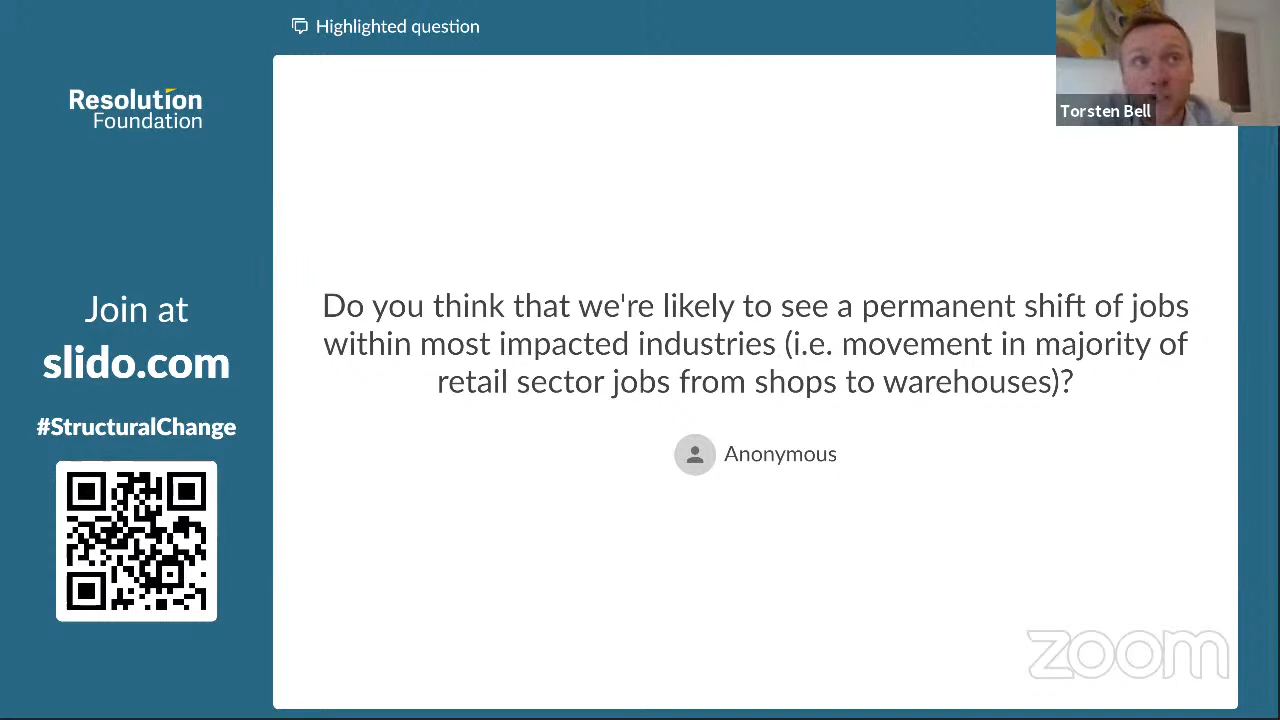 Highlighted question
Resolution
Foundation
Torsten Bell
Do you think that we're likely to see a permanent shift of jobs
within most impacted industries (i.e. movement in majority of
retail sector jobs from shops to warehouses)?
Anonymous
Join at
slido.com
#StructuralChange
zoom